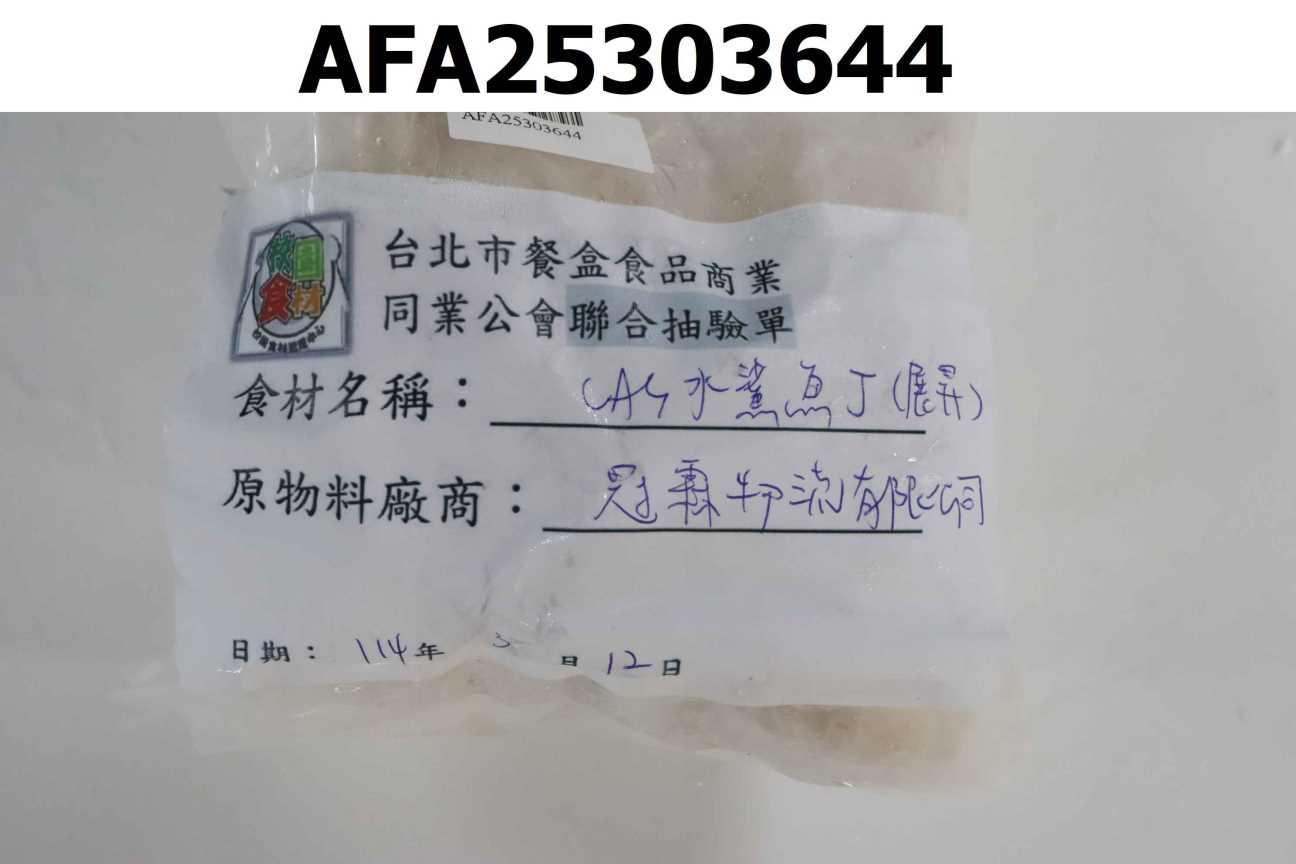 AFA25303644
AFA25303644
台北市餐盒食品商業
同業公會聯合抽驗單
食材名稱：CAS水鯊魚丁(展昇)
原物料廠商：冠霖物流有限公司
日期：114年3月12日